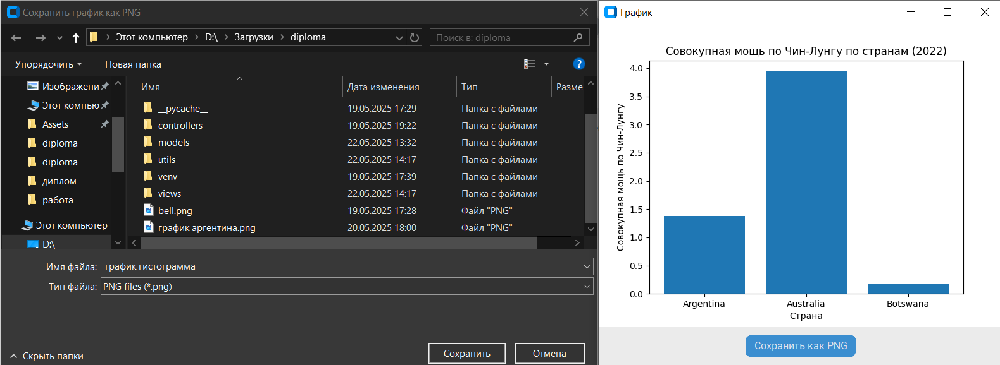 Сохранить график как PNG
Этот компьютер D:\ Загрузки diploma
Поиск в: diploma
Упорядочить Новая папка
?
Изображени
Этот компью
Assets
diploma
diploma
диплом
работа
Этот компьютер
D:\
Имя Дата изменения Тип Размер
__pycache__ 19.05.2025 17:29 Папка с файлами
controllers 19.05.2025 19:22 Папка с файлами
models 22.05.2025 13:32 Папка с файлами
utils 22.05.2025 14:17 Папка с файлами
venv 19.05.2025 17:39 Папка с файлами
views 22.05.2025 14:17 Папка с файлами
bell.png 19.05.2025 17:28 Файл "PNG"
график аргентина.png 20.05.2025 18:00 Файл "PNG"
Имя файла: график гистограмма
Тип файла: PNG files (*.png)
Скрыть папки
Сохранить Отмена
График
Совокупная мощь по Чин-Лунгу по странам (2022)
Совокупная мощь по Чин-Лунгу
4.0
3.5
3.0
2.5
2.0
1.5
1.0
0.5
0.0
Argentina Australia Botswana
Страна
Сохранить как PNG